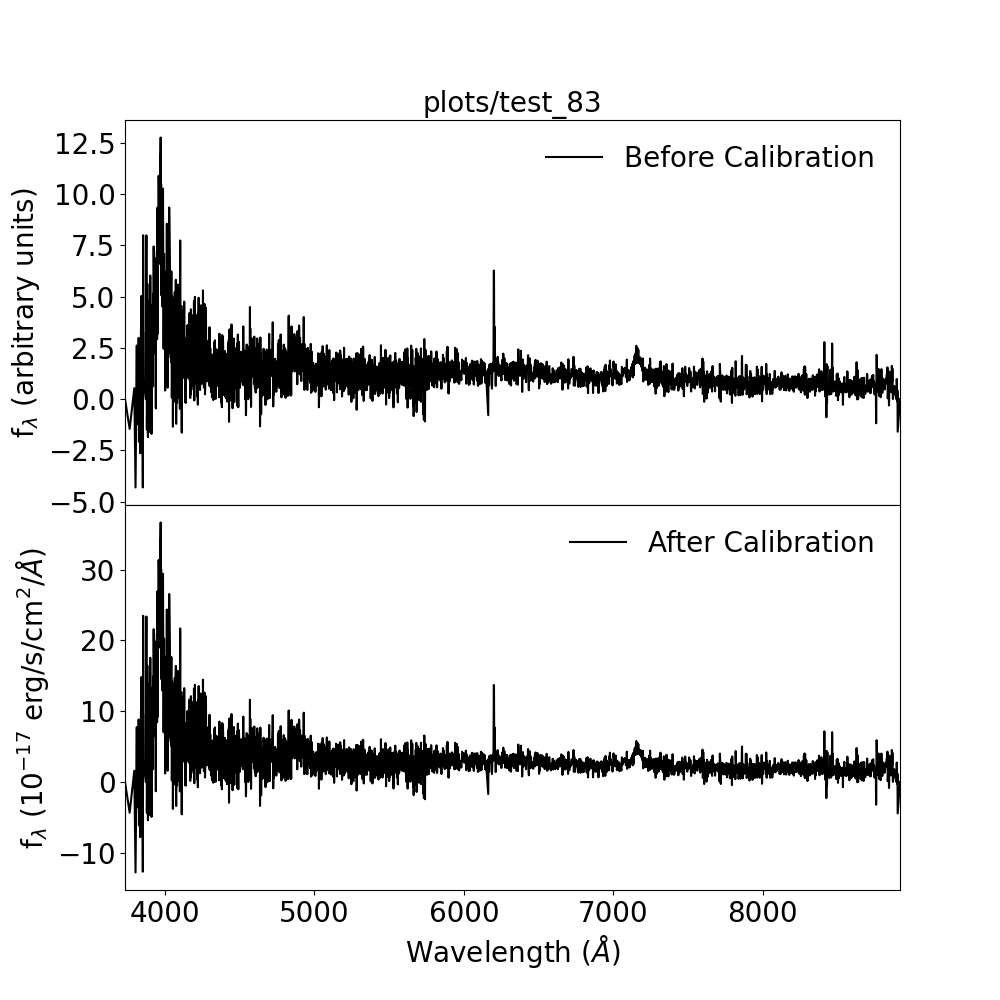 plots/test_83
12.5
10.0
7.5
5.0
2.5
0.0
−2.5
−5.0
f_λ (arbitrary units)
Before Calibration
30
20
10
0
−10
f_λ (10^−17 erg/s/cm^2/Å)
After Calibration
4000 5000 6000 7000 8000
Wavelength (Å)